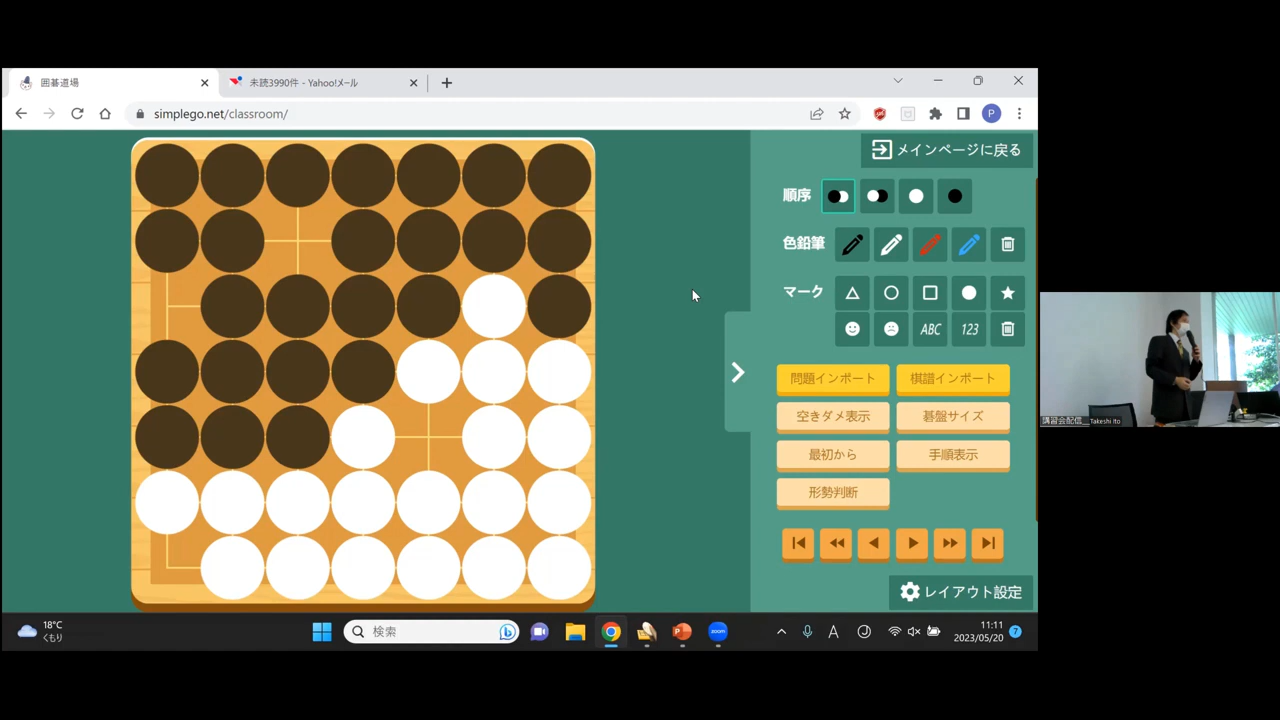 囲碁道場
未読3990件 - Yahoo!メール
simplego.net/classroom/
P
メインページに戻る
順序
色鉛筆
マーク
ABC
123
問題インポート
棋譜インポート
空きダメ表示
碁盤サイズ
最初から
手順表示
形勢判断
レイアウト設定
講習会配信__Takeshi Ito
18°C
くもり
検索
zoom
A
11:11
2023/05/20
7